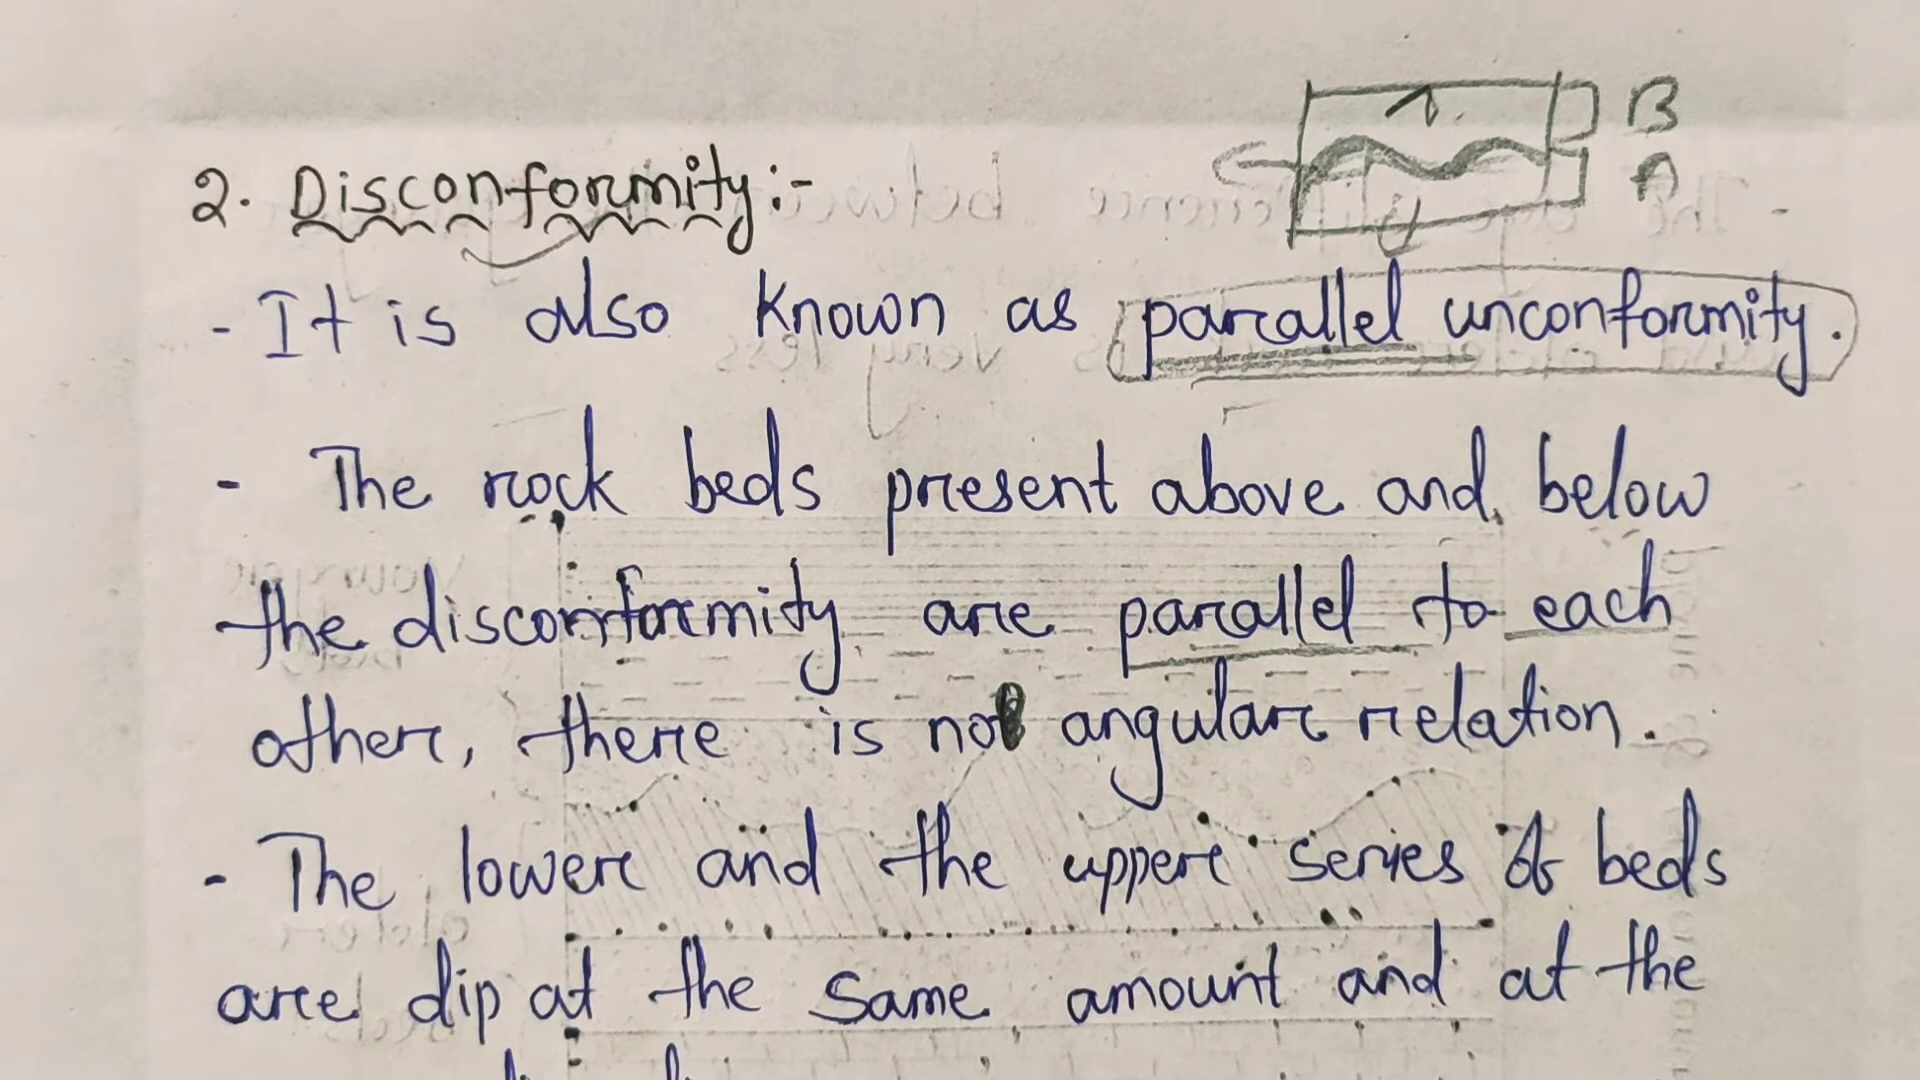 B
A
2. Disconformity:-
- It is also known as parallel unconformity.
- The rock beds present above and below
the disconformity are parallel to each
other, there is no angular relation.
- The lower and the upper series of beds
are dip at the same amount and at the